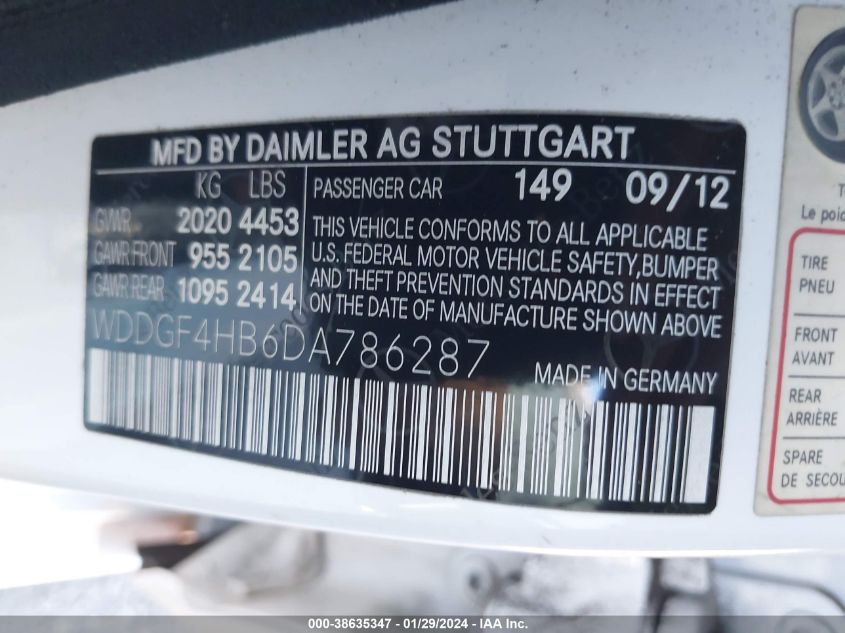 MFD BY DAIMLER AG STUTTGART
KG LBS
GVWR 2020 4453
GAWR FRONT 955 2105
GAWR REAR 1095 2414
PASSENGER CAR 149 09/12
THIS VEHICLE CONFORMS TO ALL APPLICABLE
U.S. FEDERAL MOTOR VEHICLE SAFETY,BUMPER
AND THEFT PREVENTION STANDARDS IN EFFECT
ON THE DATE OF MANUFACTURE SHOWN ABOVE
WDDGF4HB6DA786287
MADE IN GERMANY
T
Le poid
TIRE
PNEU
FRONT
AVANT
REAR
ARRIÈRE
SPARE
DE SECOU
000-38635347 - 01/29/2024 - IAA Inc.